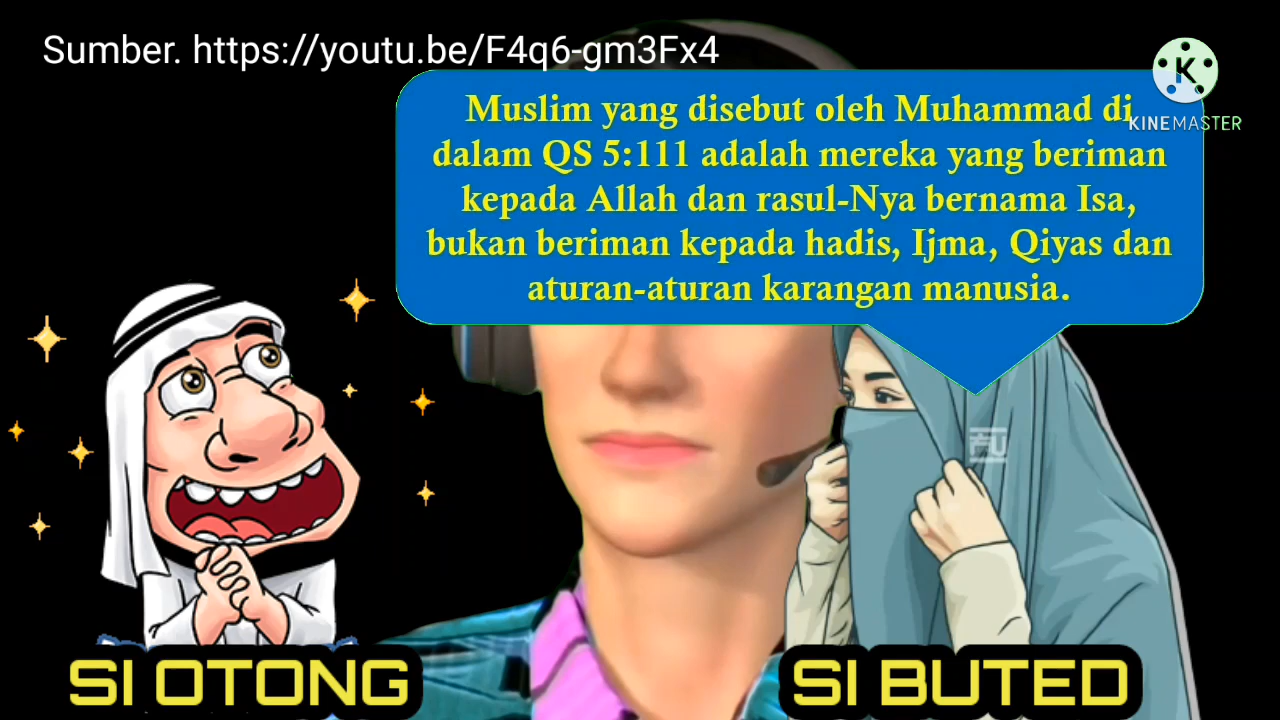 Sumber. https://youtu.be/F4q6-gm3Fx4
Muslim yang disebut oleh Muhammad di
dalam QS 5:111 adalah mereka yang beriman
kepada Allah dan rasul-Nya bernama Isa,
bukan beriman kepada hadis, Ijma, Qiyas dan
aturan-aturan karangan manusia.
K
KINEMASTER
SI OTONG
SI BUTED